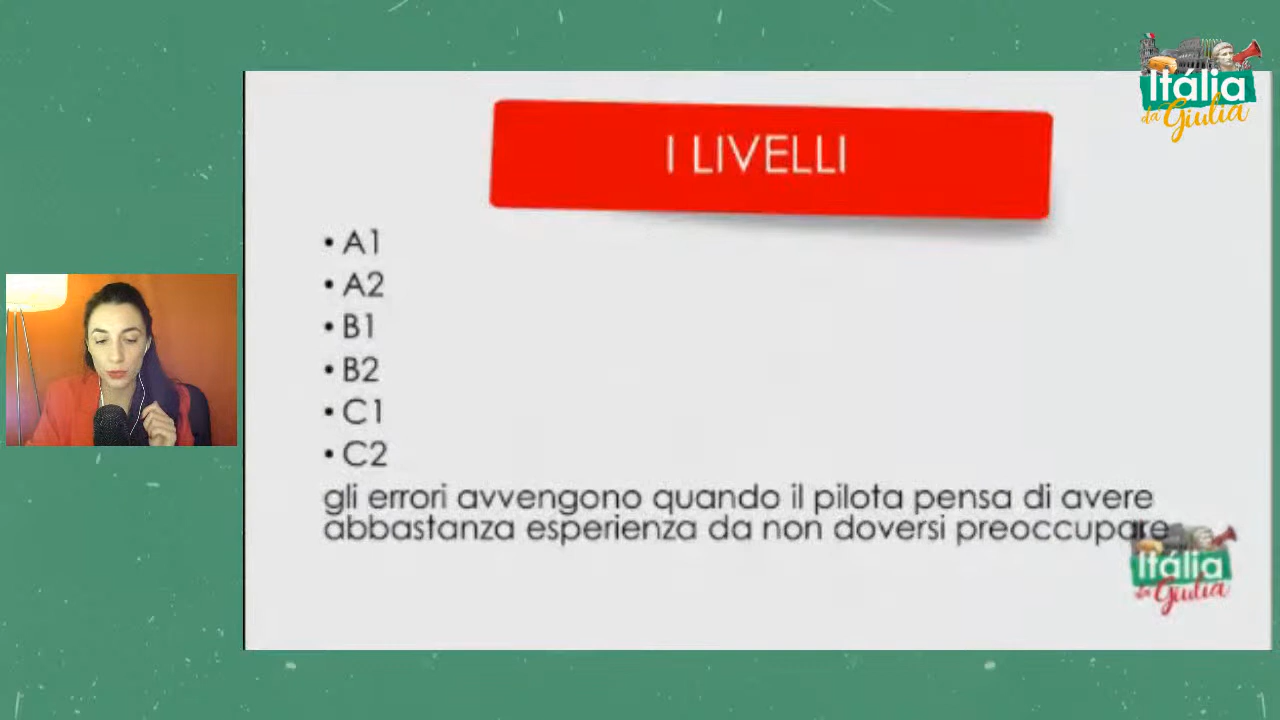 Itália
da Giulia
I LIVELLI
• A1
• A2
• B1
• B2
• C1
• C2
gli errori avvengono quando il pilota pensa di avere
abbastanza esperienza da non doversi preoccupare
Itália
da Giulia